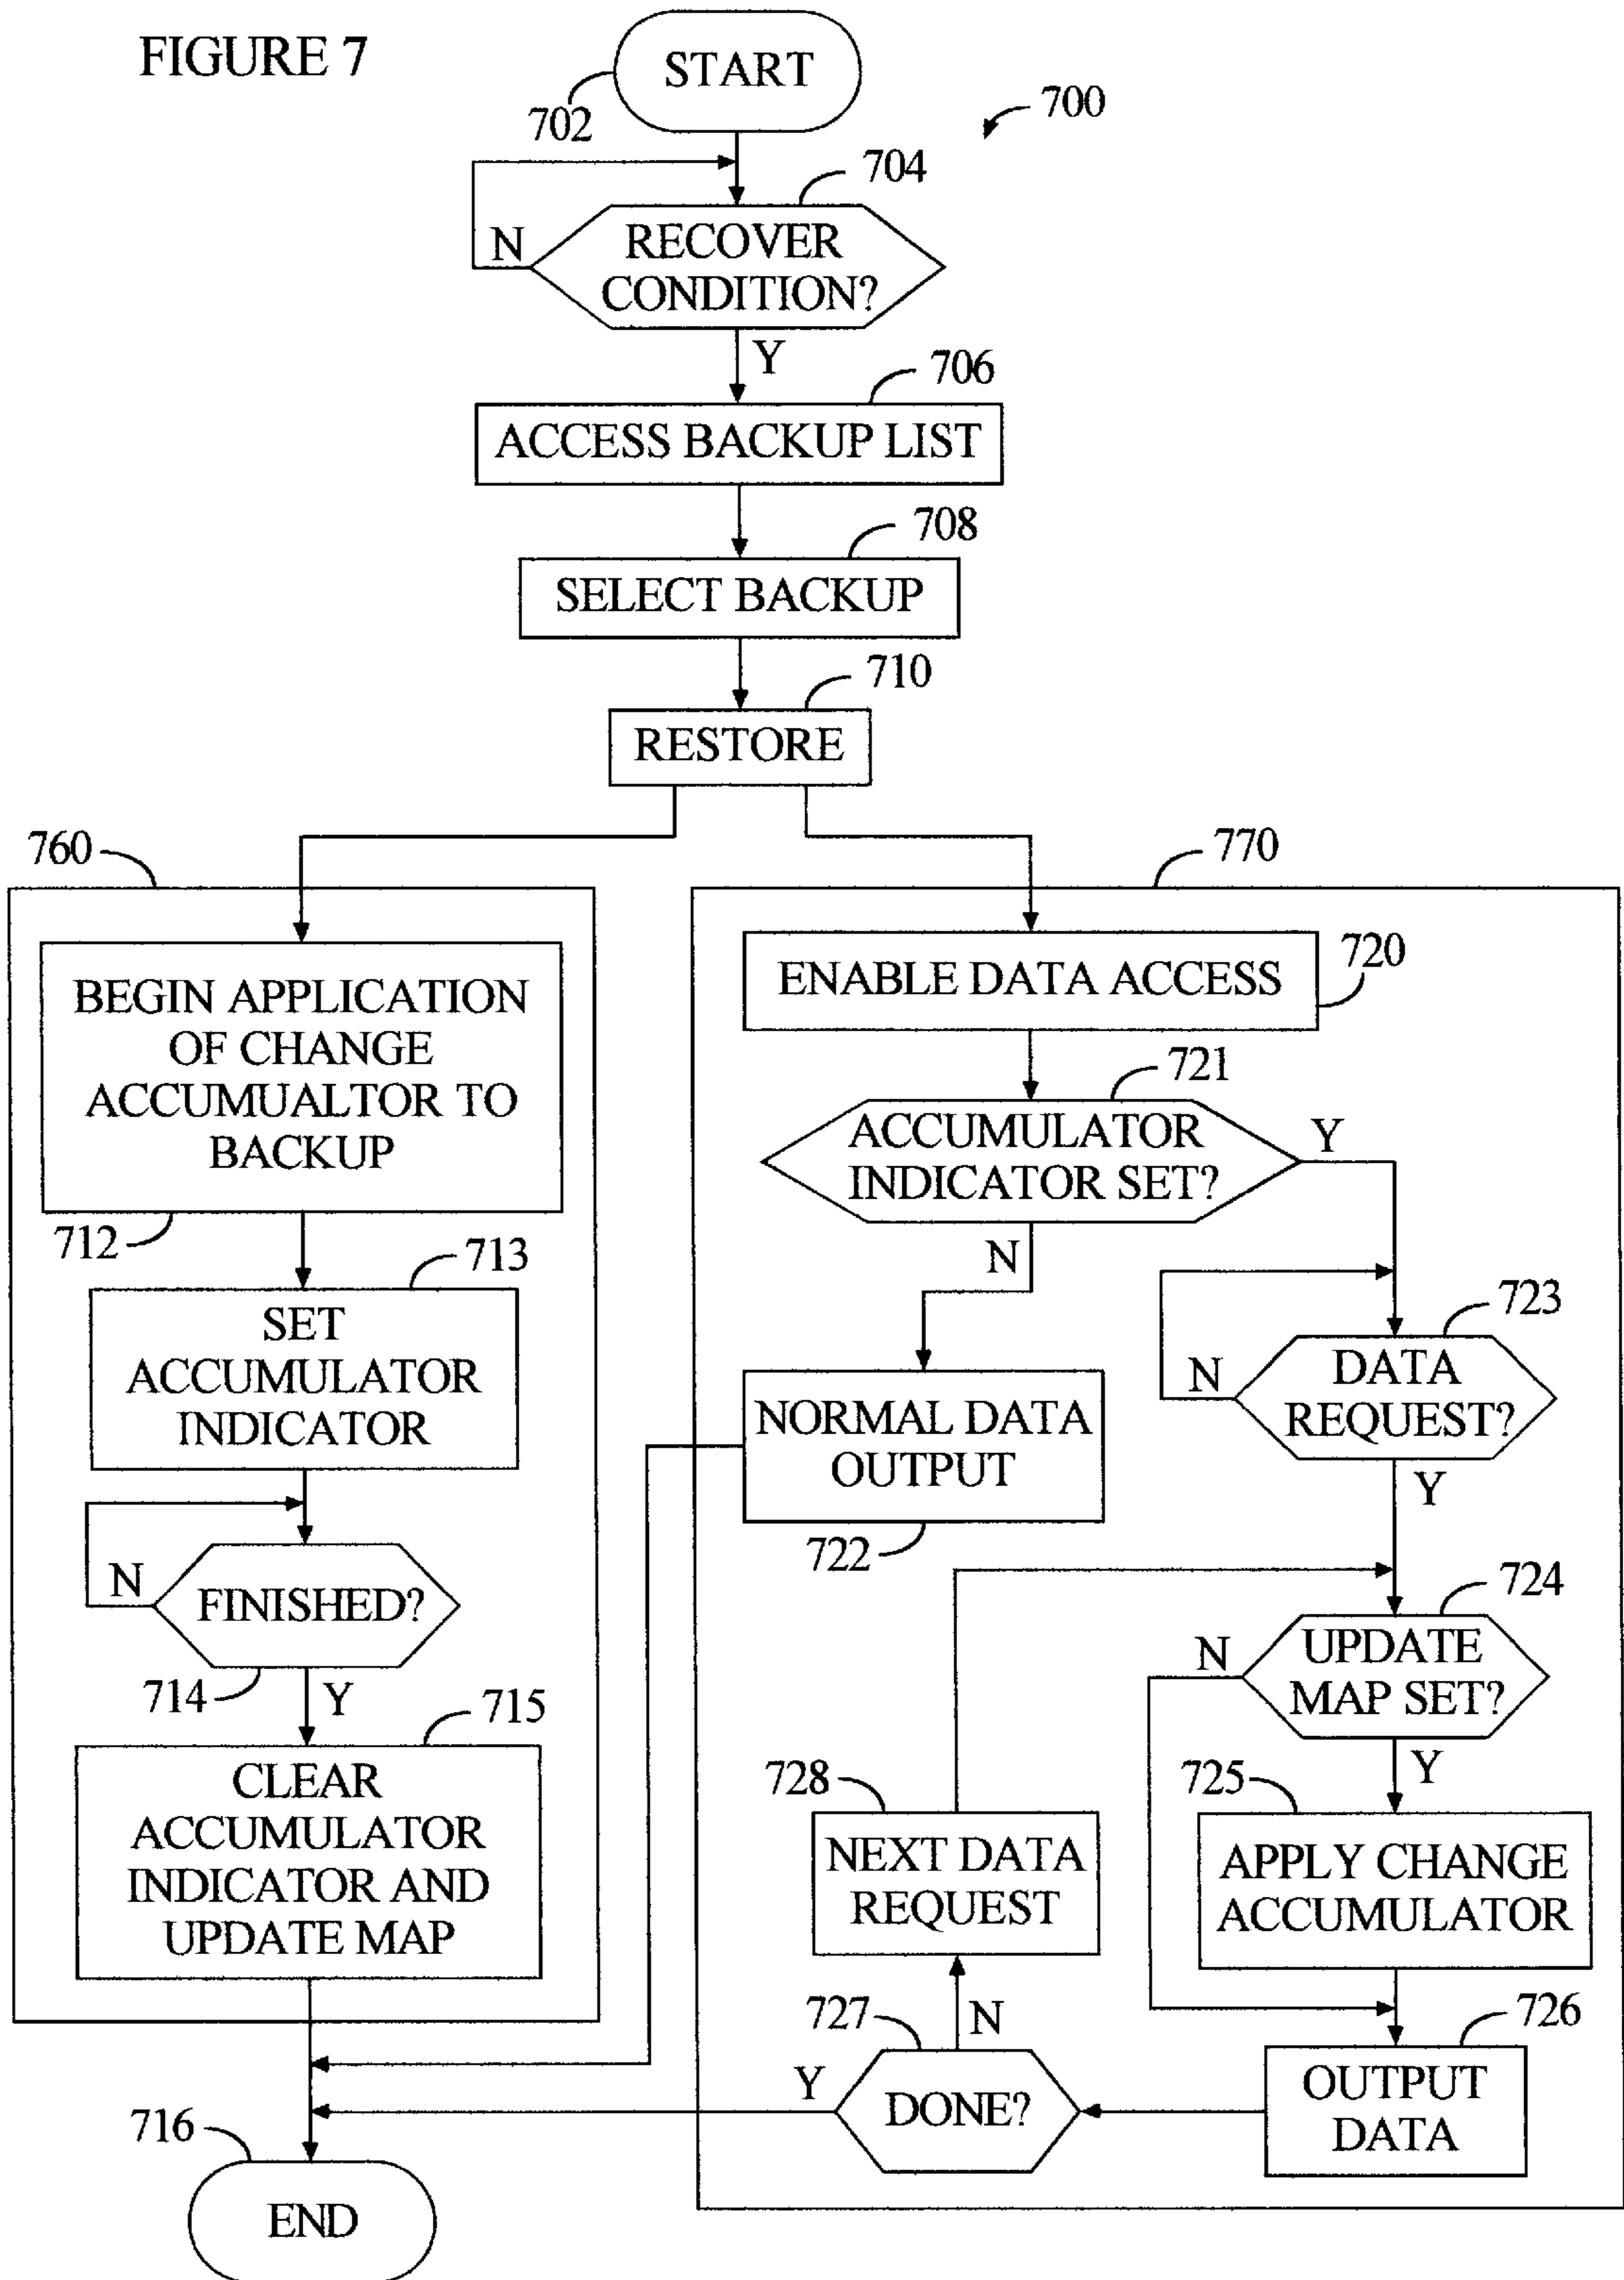 FIGURE 7
START
702
700
704
N
RECOVER
CONDITION?
Y
706
ACCESS BACKUP LIST
708
SELECT BACKUP
710
RESTORE
760
BEGIN APPLICATION
OF CHANGE
ACCUMUALTOR TO
BACKUP
712
713
SET
ACCUMULATOR
INDICATOR
N
FINISHED?
714
Y
715
CLEAR
ACCUMULATOR
INDICATOR AND
UPDATE MAP
716
END
770
ENABLE DATA ACCESS
720
721
ACCUMULATOR
INDICATOR SET?
Y
N
723
N
DATA
REQUEST?
Y
NORMAL DATA
OUTPUT
722
724
N
UPDATE
MAP SET?
Y
725
APPLY CHANGE
ACCUMULATOR
728
NEXT DATA
REQUEST
726
OUTPUT
DATA
727
N
Y
DONE?